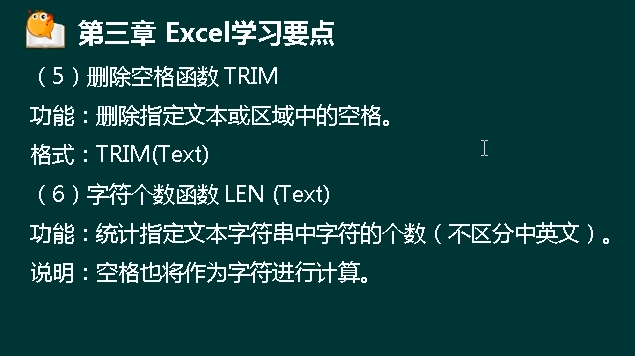 第三章 Excel学习要点
（5）删除空格函数 TRIM
功能：删除指定文本或区域中的空格。
格式：TRIM(Text)
（6）字符个数函数 LEN (Text)
功能：统计指定文本字符串中字符的个数（不区分中英文）。
说明：空格也将作为字符进行计算。